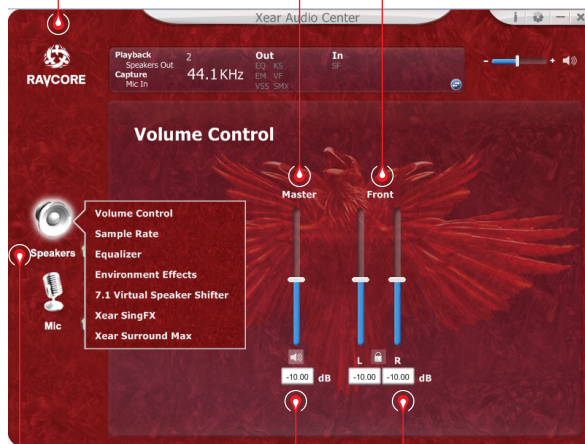 Xear Audio Center
i
RAVCORE
Playback 2
Speakers Out
Capture
Mic In
44.1KHz
Out
EQ KS
EM VF
VSS SMX
In
SF
- +
Volume Control
Master Front
Speakers
Mic
Volume Control
Sample Rate
Equalizer
Environment Effects
7.1 Virtual Speaker Shifter
Xear SingFX
Xear Surround Max
L R
-10.00 dB -10.00 -10.00 dB